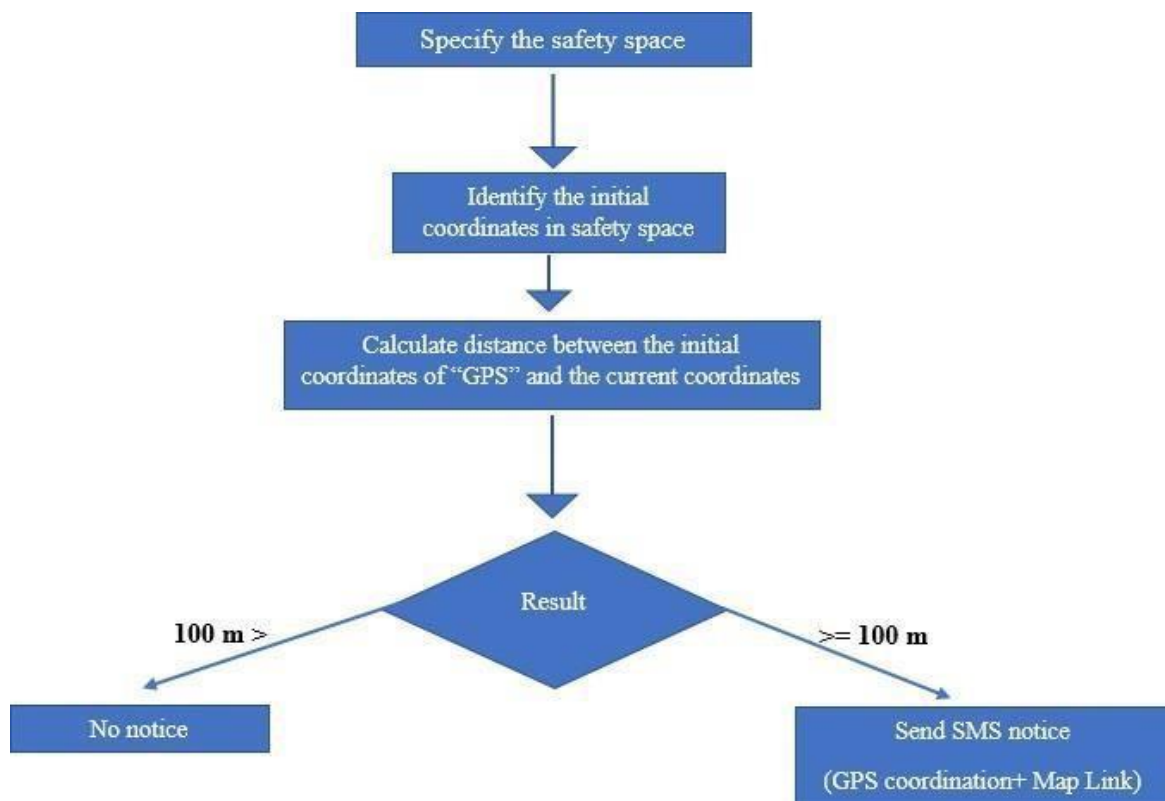 Specify the safety space
Identify the initial
coordinates in safety space
Calculate distance between the initial
coordinates of “GPS” and the current coordinates
Result
100 m >
>= 100 m
No notice
Send SMS notice
(GPS coordination+ Map Link)